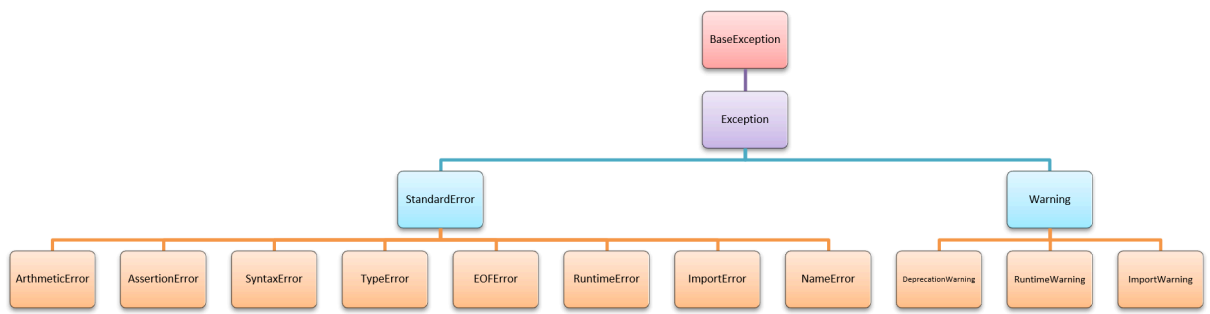 BaseException
Exception
StandardError
Warning
ArthmeticError
AssertionError
SyntaxError
TypeError
EOFError
RuntimeError
ImportError
NameError
DeprecationWarning
RuntimeWarning
ImportWarning